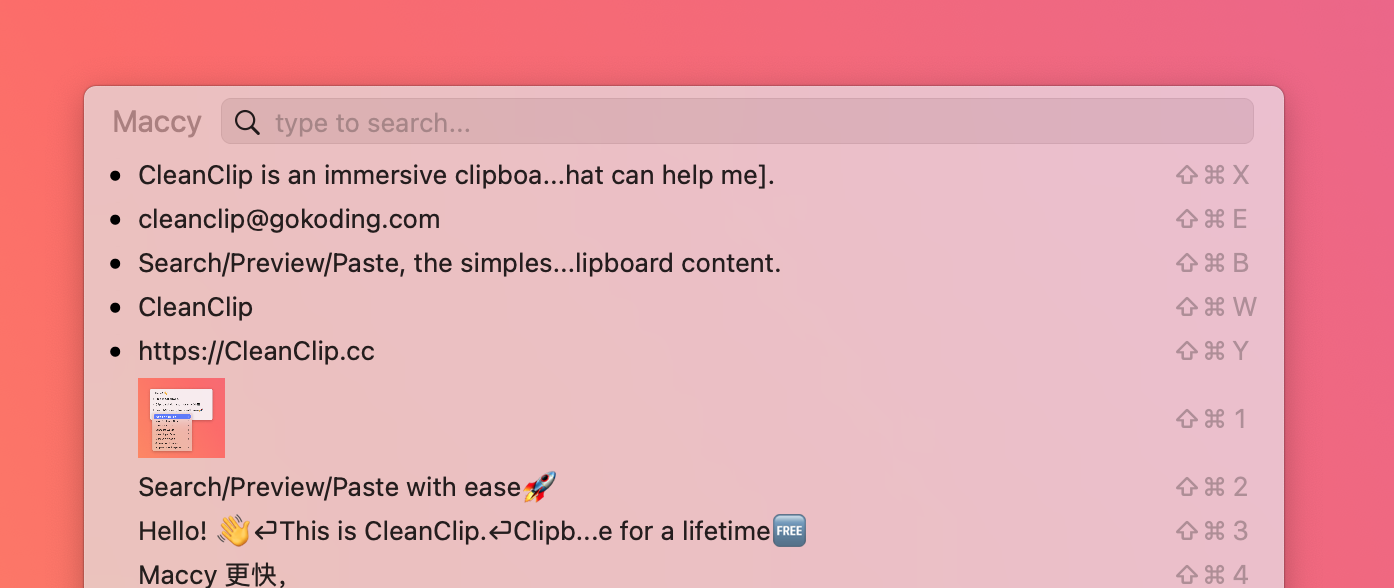 Maccy type to search...
• CleanClip is an immersive clipboa...hat can help me]. ⇧⌘X
• cleanclip@gokoding.com ⇧⌘E
• Search/Preview/Paste, the simples...lipboard content. ⇧⌘B
• CleanClip ⇧⌘W
• https://CleanClip.cc ⇧⌘Y
⇧⌘1
Search/Preview/Paste with ease🚀 ⇧⌘2
Hello! 👋⏎This is CleanClip.⏎Clipb...e for a lifetime🆓 ⇧⌘3
Maccy 更快, ⇧⌘4